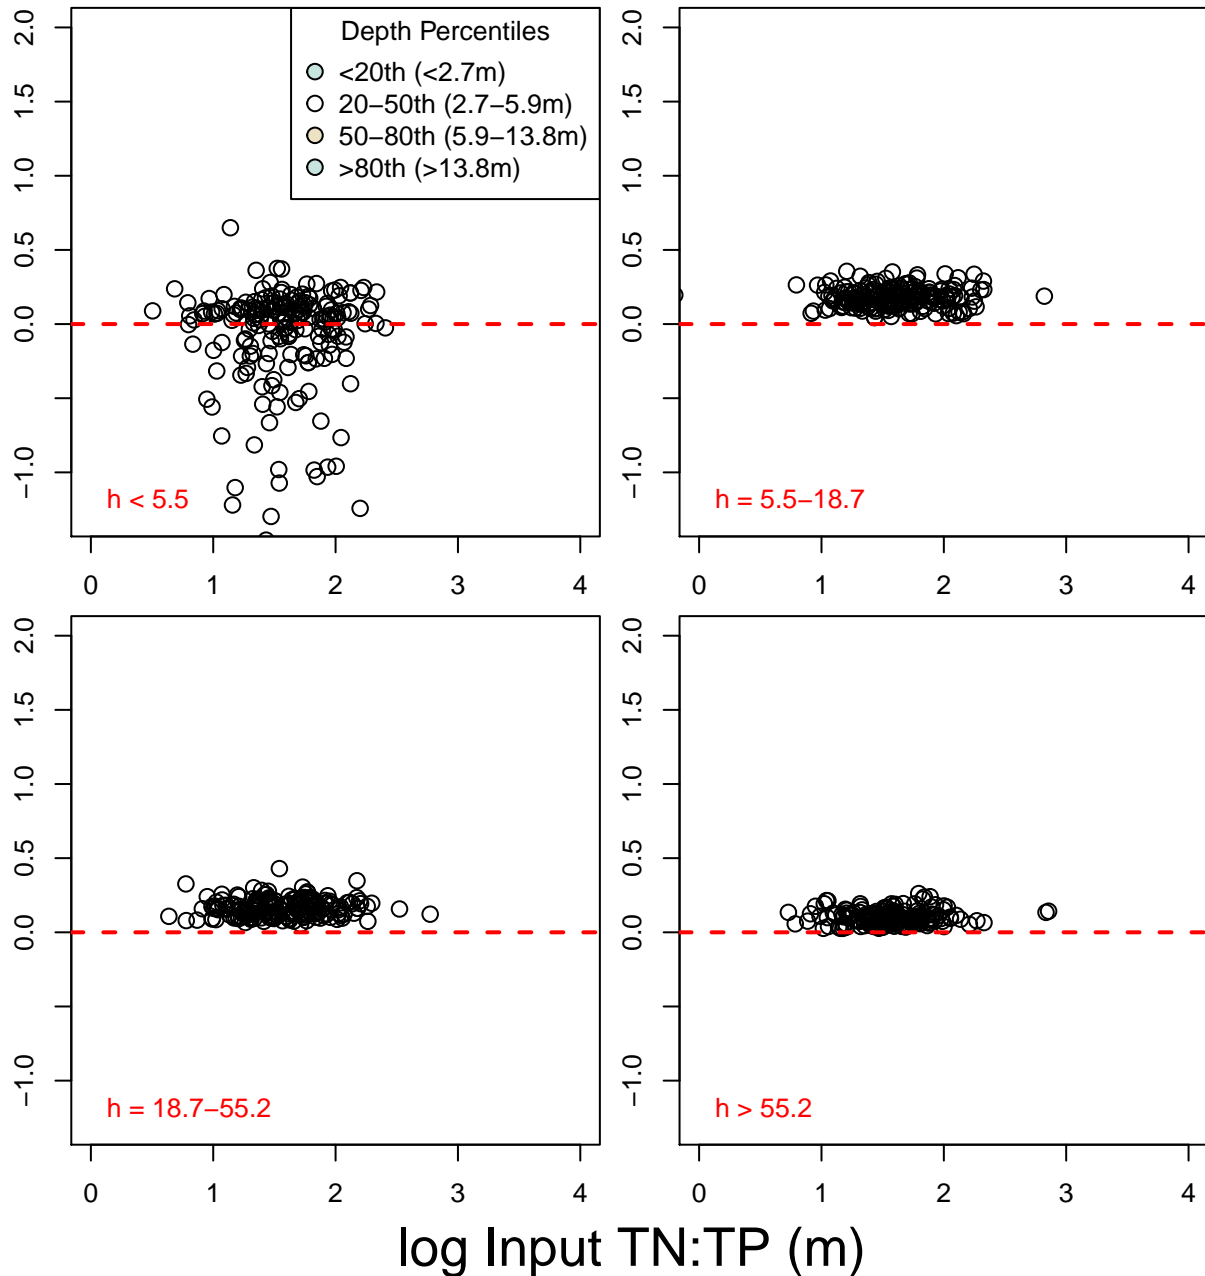 Depth Percentiles
<20th (<2.7m)
20−50th (2.7−5.9m)
50−80th (5.9−13.8m)
>80th (>13.8m)
2.0
1.5
1.0
0.5
0.0
−1.0
h < 5.5
0 1 2 3 4
2.0
1.5
1.0
0.5
0.0
−1.0
h = 5.5−18.7
0 1 2 3 4
2.0
1.5
1.0
0.5
0.0
−1.0
h = 18.7−55.2
0 1 2 3 4
2.0
1.5
1.0
0.5
0.0
−1.0
h > 55.2
0 1 2 3 4
log Input TN:TP (m)